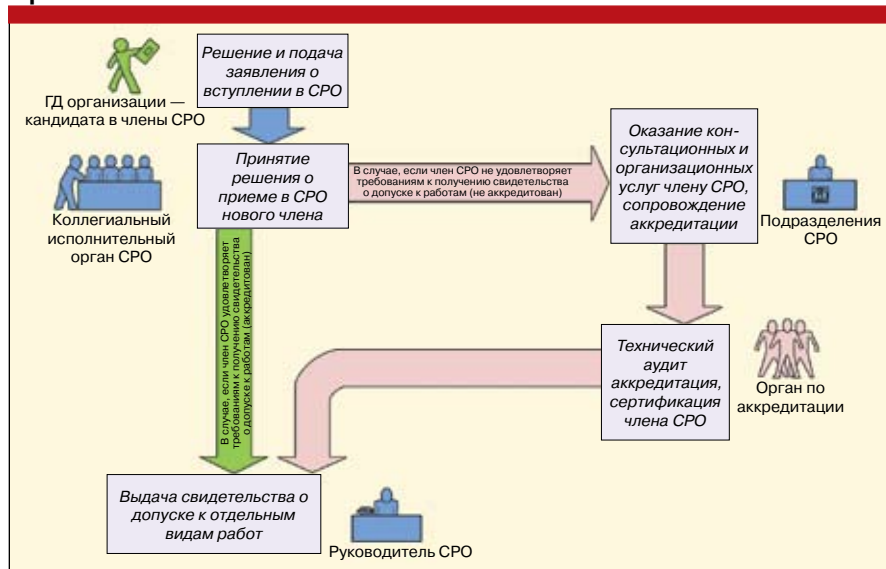 Решение и подача
заявления о
вступлении в СРО
ГД организации —
кандидата в члены СРО
Принятие
решения о
приеме в СРО
нового члена
Коллегиальный
исполнительный
орган СРО
В случае, если член СРО не удовлетворяет
требованиям к получению свидетельства
о допуске к работам (не аккредитован)
Оказание кон-
сультационных и
организационных
услуг члену СРО,
сопровождение
аккредитации
Подразделения
СРО
В случае, если член СРО удовлетворяет
требованиям к получению свидетельства
о допуске к работам (аккредитован)
Технический
аудит
аккредитация,
сертификация
члена СРО
Орган по
аккредитации
Выдача свидетельства о
допуске к отдельным
видам работ
Руководитель СРО